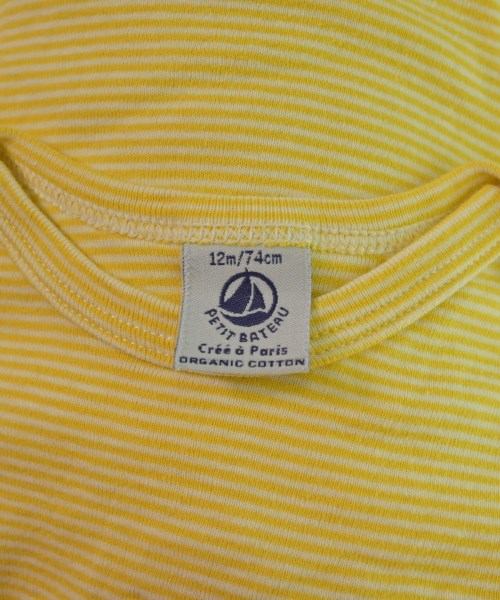 12m/74cm
PETIT BATEAU
Créé à Paris
ORGANIC COTTON